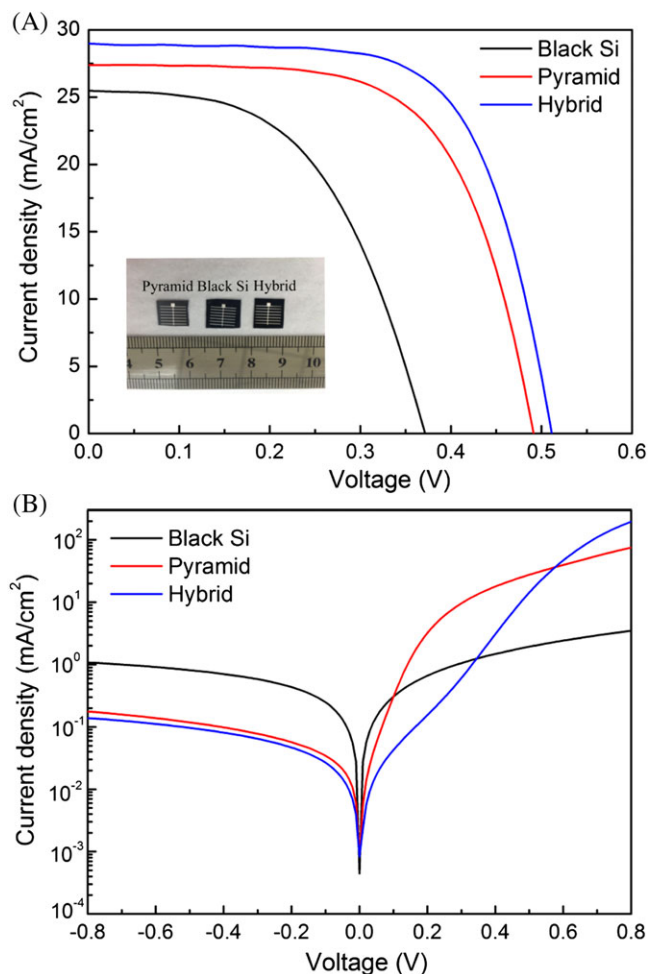 (A)
30
25
20
15
10
5
0
Current density (mA/cm²)
Black Si
Pyramid
Hybrid
Pyramid Black Si Hybrid
4 5 6 7 8 9 10
0.0 0.1 0.2 0.3 0.4 0.5 0.6
Voltage (V)
(B)
10²
10¹
10⁰
10⁻¹
10⁻²
10⁻³
10⁻⁴
Current density (mA/cm²)
Black Si
Pyramid
Hybrid
-0.8 -0.6 -0.4 -0.2 0.0 0.2 0.4 0.6 0.8
Voltage (V)